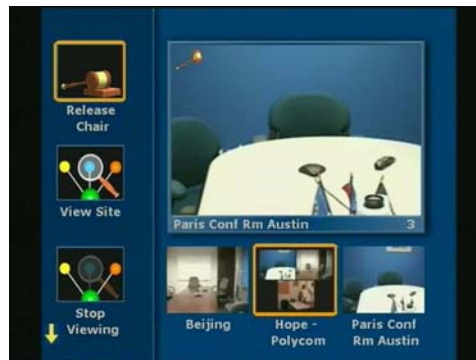 Release
Chair
View Site
Stop
Viewing
Paris Conf Rm Austin 3
Beijing
Hope -
Polycom
Paris Conf
Rm Austin